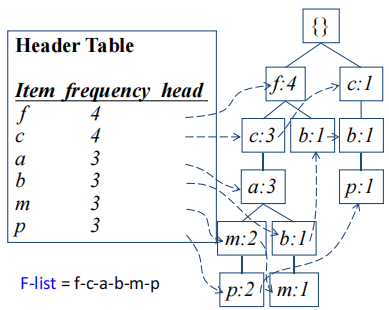 {}
Header Table
Item frequency head
f 4
c 4
a 3
b 3
m 3
p 3
f:4 c:1
c:3 b:1 b:1
a:3 p:1
m:2 b:1
p:2 m:1
F-list = f-c-a-b-m-p